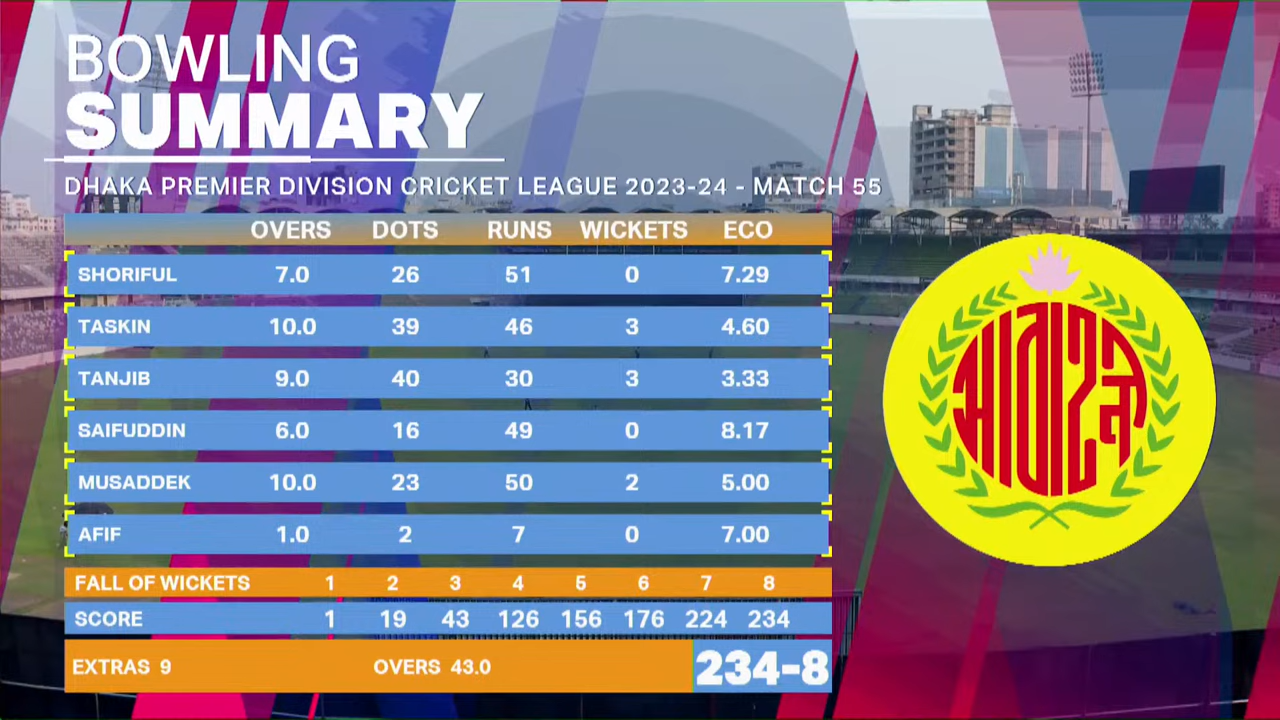 BOWLING
SUMMARY
DHAKA PREMIER DIVISION CRICKET LEAGUE 2023-24 - MATCH 55
OVERS DOTS RUNS WICKETS ECO
SHORIFUL 7.0 26 51 0 7.29
TASKIN 10.0 39 46 3 4.60
TANJIB 9.0 40 30 3 3.33
SAIFUDDIN 6.0 16 49 0 8.17
MUSADDEK 10.0 23 50 2 5.00
AFIF 1.0 2 7 0 7.00
FALL OF WICKETS 1 2 3 4 5 6 7 8
SCORE 1 19 43 126 156 176 224 234
EXTRAS 9 OVERS 43.0 234-8
আবাহনী